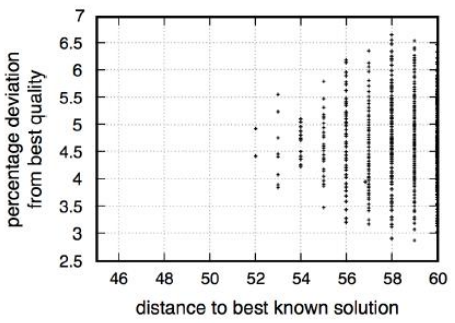 7
6.5
6
5.5
5
4.5
4
3.5
3
2.5
percentage deviation
from best quality
46 48 50 52 54 56 58 60
distance to best known solution